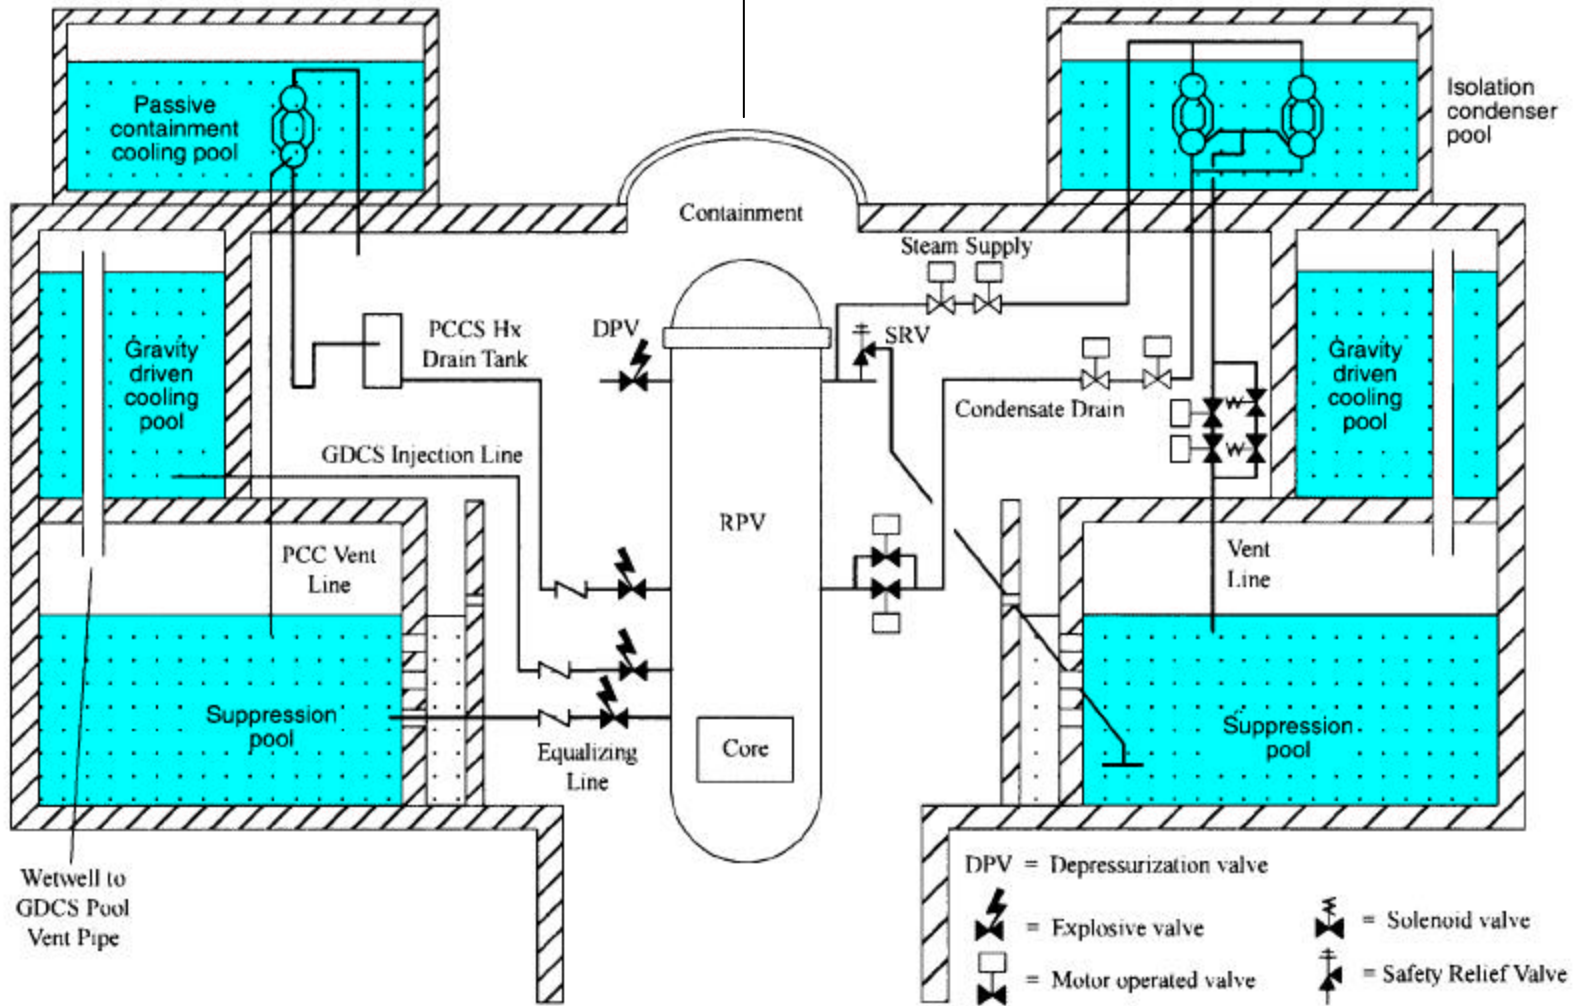 Passive
containment
cooling pool
Isolation
condenser
pool
Containment
Steam Supply
PCCS Hx
Drain Tank
DPV
SRV
Gravity
driven
cooling
pool
Gravity
driven
cooling
pool
Condensate Drain
GDCS Injection Line
RPV
PCC Vent
Line
Vent
Line
Suppression
pool
Suppression
pool
Equalizing
Line
Core
Wetwell to
GDCS Pool
Vent Pipe
DPV = Depressurization valve
= Explosive valve
= Solenoid valve
= Motor operated valve
= Safety Relief Valve